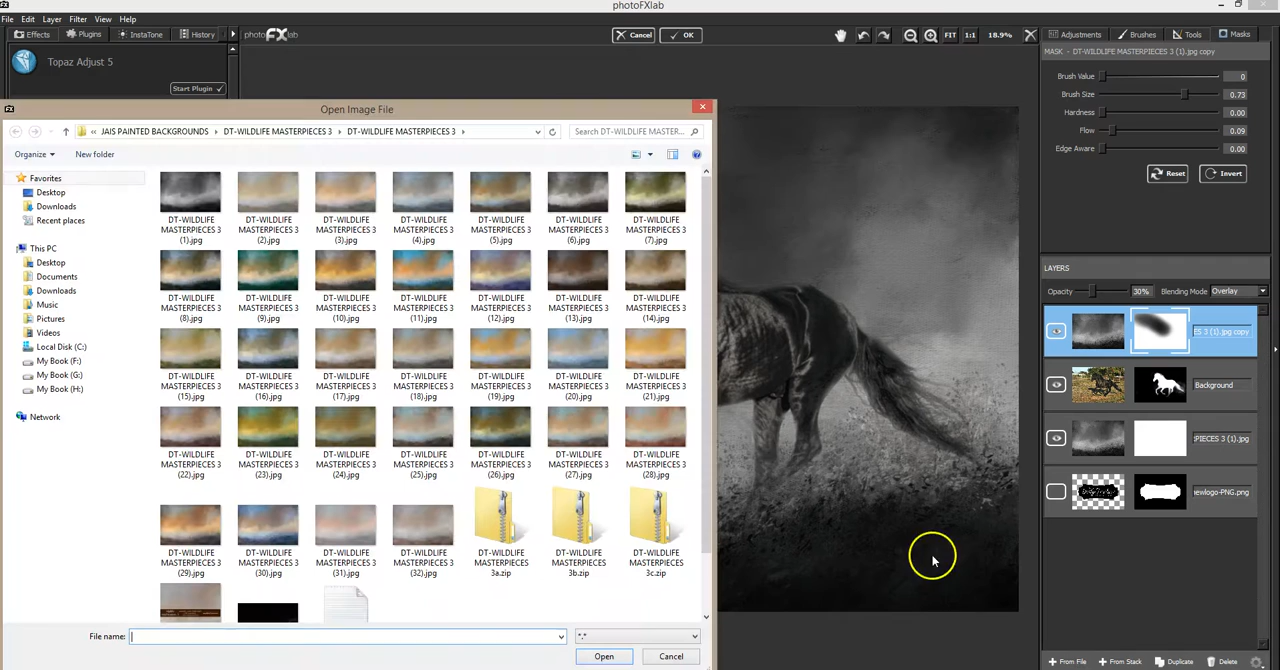 photoFXlab
File Edit Layer Filter View Help
Effects Plugins InstaTone History
photo FX lab
Cancel OK
FIT 1:1 18.9%
Adjustments Brushes Tools Masks
Topaz Adjust 5
Start Plugin
MASK - DT-WILDLIFE MASTERPIECES 3 (1).jpg copy
Brush Value 0
Brush Size 0.73
Hardness 0.00
Flow 0.09
Edge Aware 0.00
Reset Invert
Open Image File
« JAIS PAINTED BACKGROUNDS DT-WILDLIFE MASTERPIECES 3 DT-WILDLIFE MASTERPIECES 3
Search DT-WILDLIFE MASTER...
Organize New folder
Favorites
Desktop
Downloads
Recent places
This PC
Desktop
Documents
Downloads
Music
Pictures
Videos
Local Disk (C:)
My Book (F:)
My Book (G:)
My Book (H:)
Network
DT-WILDLIFE MASTERPIECES 3 (1).jpg
DT-WILDLIFE MASTERPIECES 3 (2).jpg
DT-WILDLIFE MASTERPIECES 3 (3).jpg
DT-WILDLIFE MASTERPIECES 3 (4).jpg
DT-WILDLIFE MASTERPIECES 3 (5).jpg
DT-WILDLIFE MASTERPIECES 3 (6).jpg
DT-WILDLIFE MASTERPIECES 3 (7).jpg
DT-WILDLIFE MASTERPIECES 3 (8).jpg
DT-WILDLIFE MASTERPIECES 3 (9).jpg
DT-WILDLIFE MASTERPIECES 3 (10).jpg
DT-WILDLIFE MASTERPIECES 3 (11).jpg
DT-WILDLIFE MASTERPIECES 3 (12).jpg
DT-WILDLIFE MASTERPIECES 3 (13).jpg
DT-WILDLIFE MASTERPIECES 3 (14).jpg
DT-WILDLIFE MASTERPIECES 3 (15).jpg
DT-WILDLIFE MASTERPIECES 3 (16).jpg
DT-WILDLIFE MASTERPIECES 3 (17).jpg
DT-WILDLIFE MASTERPIECES 3 (18).jpg
DT-WILDLIFE MASTERPIECES 3 (19).jpg
DT-WILDLIFE MASTERPIECES 3 (20).jpg
DT-WILDLIFE MASTERPIECES 3 (21).jpg
DT-WILDLIFE MASTERPIECES 3 (22).jpg
DT-WILDLIFE MASTERPIECES 3 (23).jpg
DT-WILDLIFE MASTERPIECES 3 (24).jpg
DT-WILDLIFE MASTERPIECES 3 (25).jpg
DT-WILDLIFE MASTERPIECES 3 (26).jpg
DT-WILDLIFE MASTERPIECES 3 (27).jpg
DT-WILDLIFE MASTERPIECES 3 (28).jpg
DT-WILDLIFE MASTERPIECES 3 (29).jpg
DT-WILDLIFE MASTERPIECES 3 (30).jpg
DT-WILDLIFE MASTERPIECES 3 (31).jpg
DT-WILDLIFE MASTERPIECES 3 (32).jpg
DT-WILDLIFE MASTERPIECES 3a.zip
DT-WILDLIFE MASTERPIECES 3b.zip
DT-WILDLIFE MASTERPIECES 3c.zip
File name: *.*
Open Cancel
LAYERS
Opacity 30% Blending Mode Overlay
ES 3 (1).jpg copy
Background
PIECES 3 (1).jpg
newlogo-PNG.png
From File From Stack Duplicate Delete